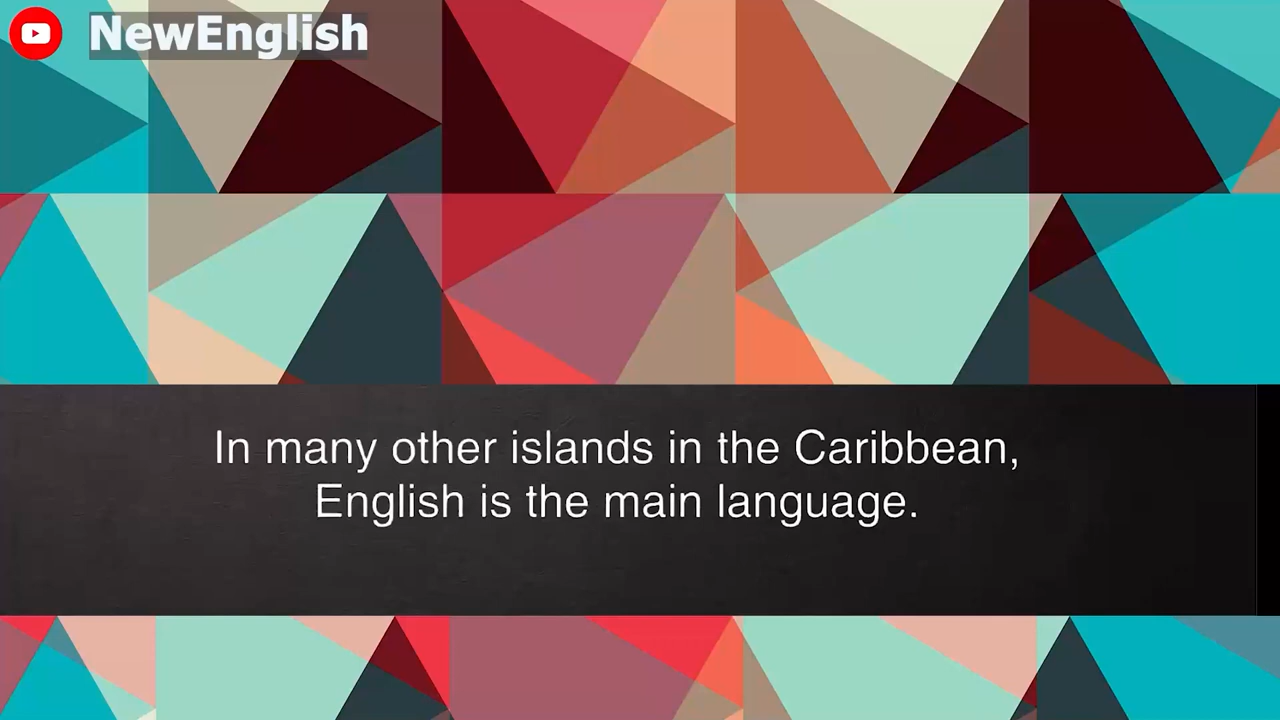 NewEnglish
In many other islands in the Caribbean,
English is the main language.